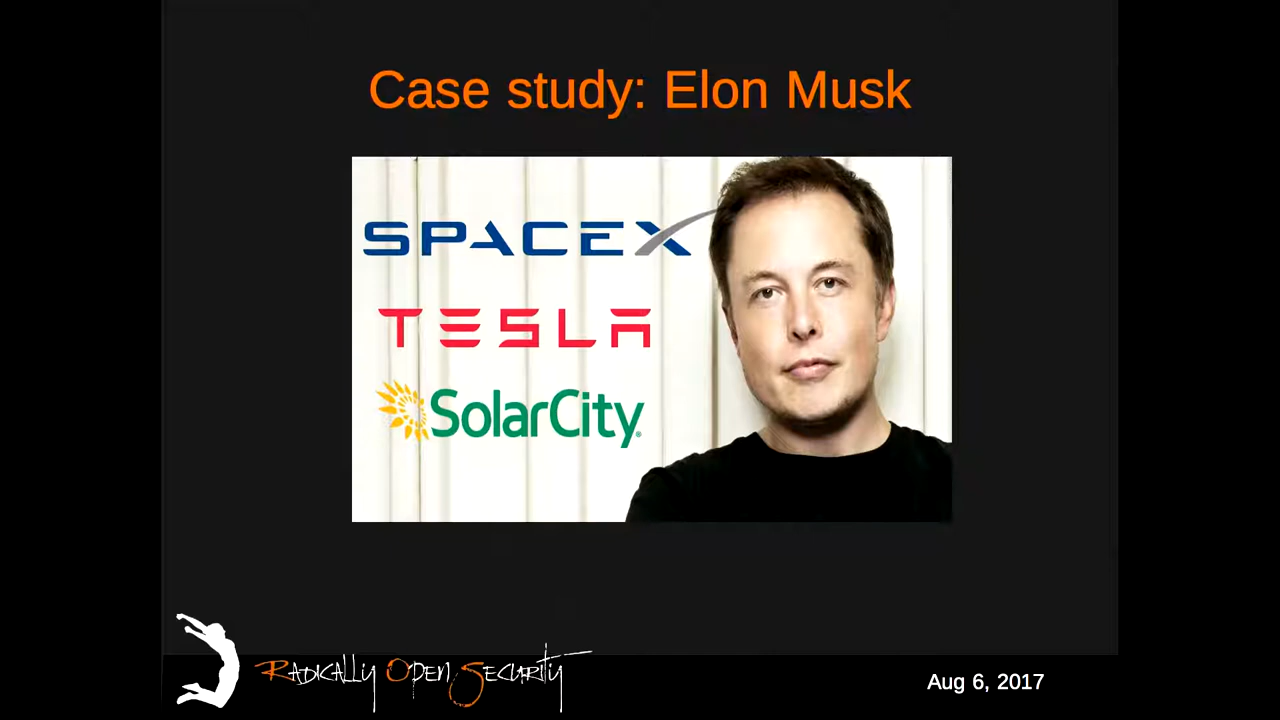 Case study: Elon Musk
SPACEX
TESLA
SolarCity
Radically Open Security
Aug 6, 2017